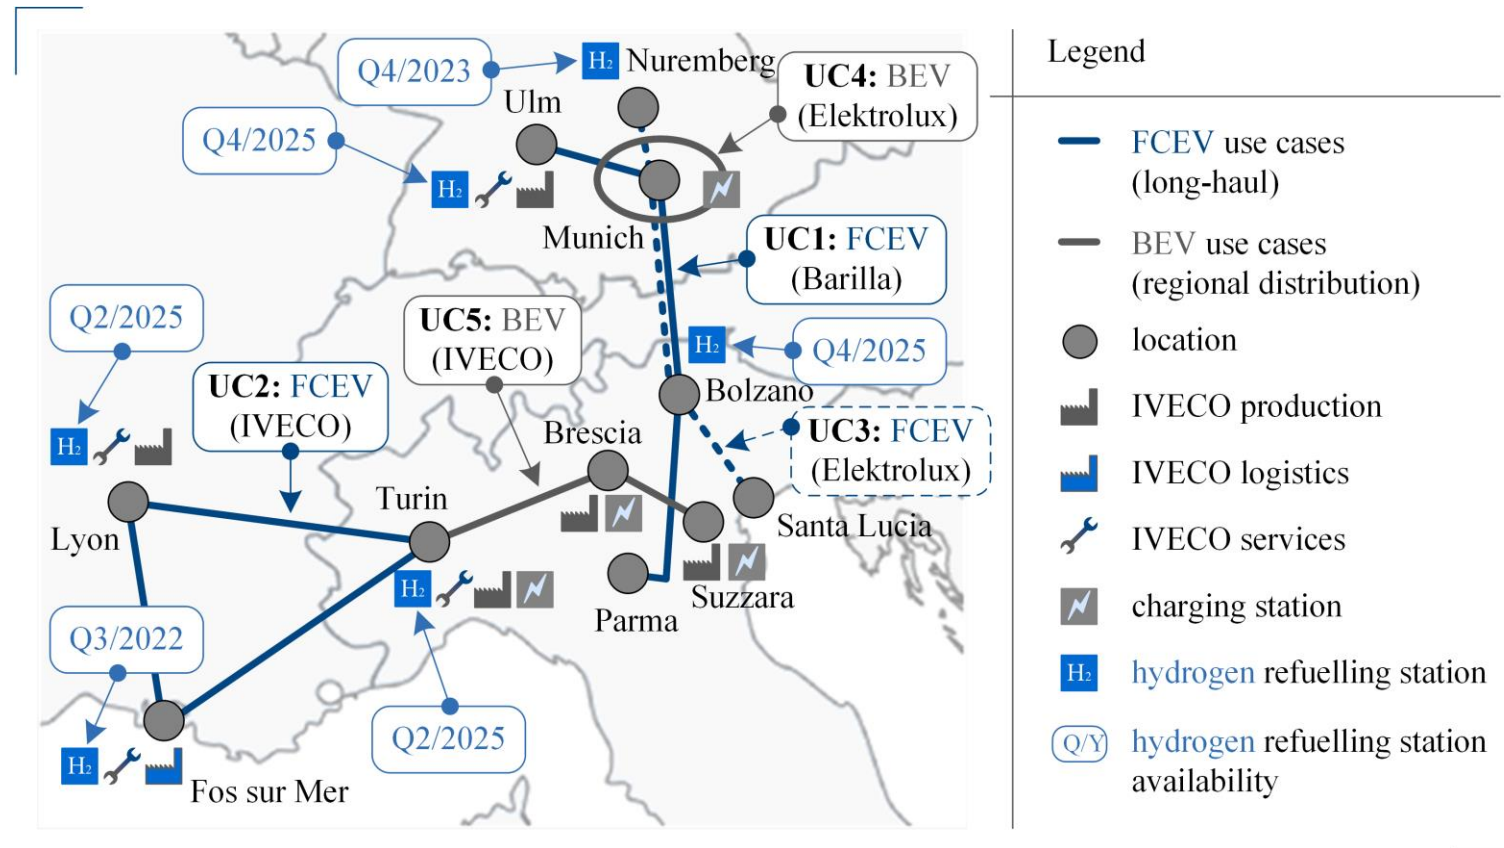 Q4/2023
H₂
Nuremberg
UC4: BEV
(Elektrolux)
Ulm
Q4/2025
H₂
Munich
UC1: FCEV
(Barilla)
Q2/2025
UC5: BEV
(IVECO)
H₂
Q4/2025
UC2: FCEV
(IVECO)
Bolzano
Brescia
UC3: FCEV
(Elektrolux)
H₂
Turin
Santa Lucia
Lyon
H₂
Suzzara
Parma
Q3/2022
Q2/2025
H₂
Fos sur Mer
Legend
FCEV use cases
(long-haul)
BEV use cases
(regional distribution)
location
IVECO production
IVECO logistics
IVECO services
charging station
H₂
hydrogen refuelling station
Q/Y
hydrogen refuelling station
availability